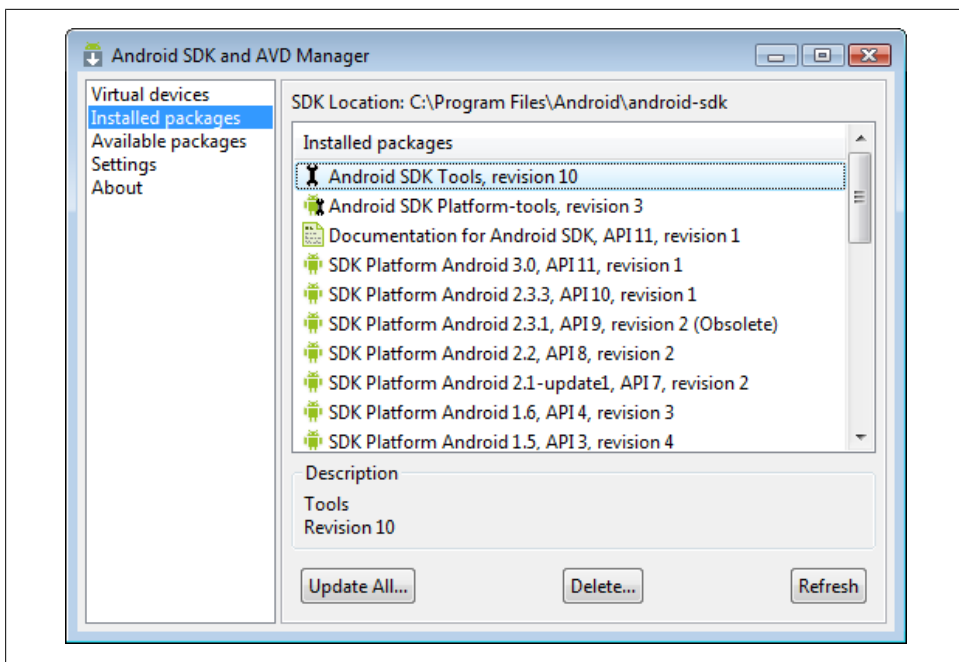 Android SDK and AVD Manager
Virtual devices
Installed packages
Available packages
Settings
About
SDK Location: C:\Program Files\Android\android-sdk
Installed packages
Android SDK Tools, revision 10
Android SDK Platform-tools, revision 3
Documentation for Android SDK, API 11, revision 1
SDK Platform Android 3.0, API 11, revision 1
SDK Platform Android 2.3.3, API 10, revision 1
SDK Platform Android 2.3.1, API 9, revision 2 (Obsolete)
SDK Platform Android 2.2, API 8, revision 2
SDK Platform Android 2.1-update1, API 7, revision 2
SDK Platform Android 1.6, API 4, revision 3
SDK Platform Android 1.5, API 3, revision 4
Description
Tools
Revision 10
Update All...
Delete...
Refresh